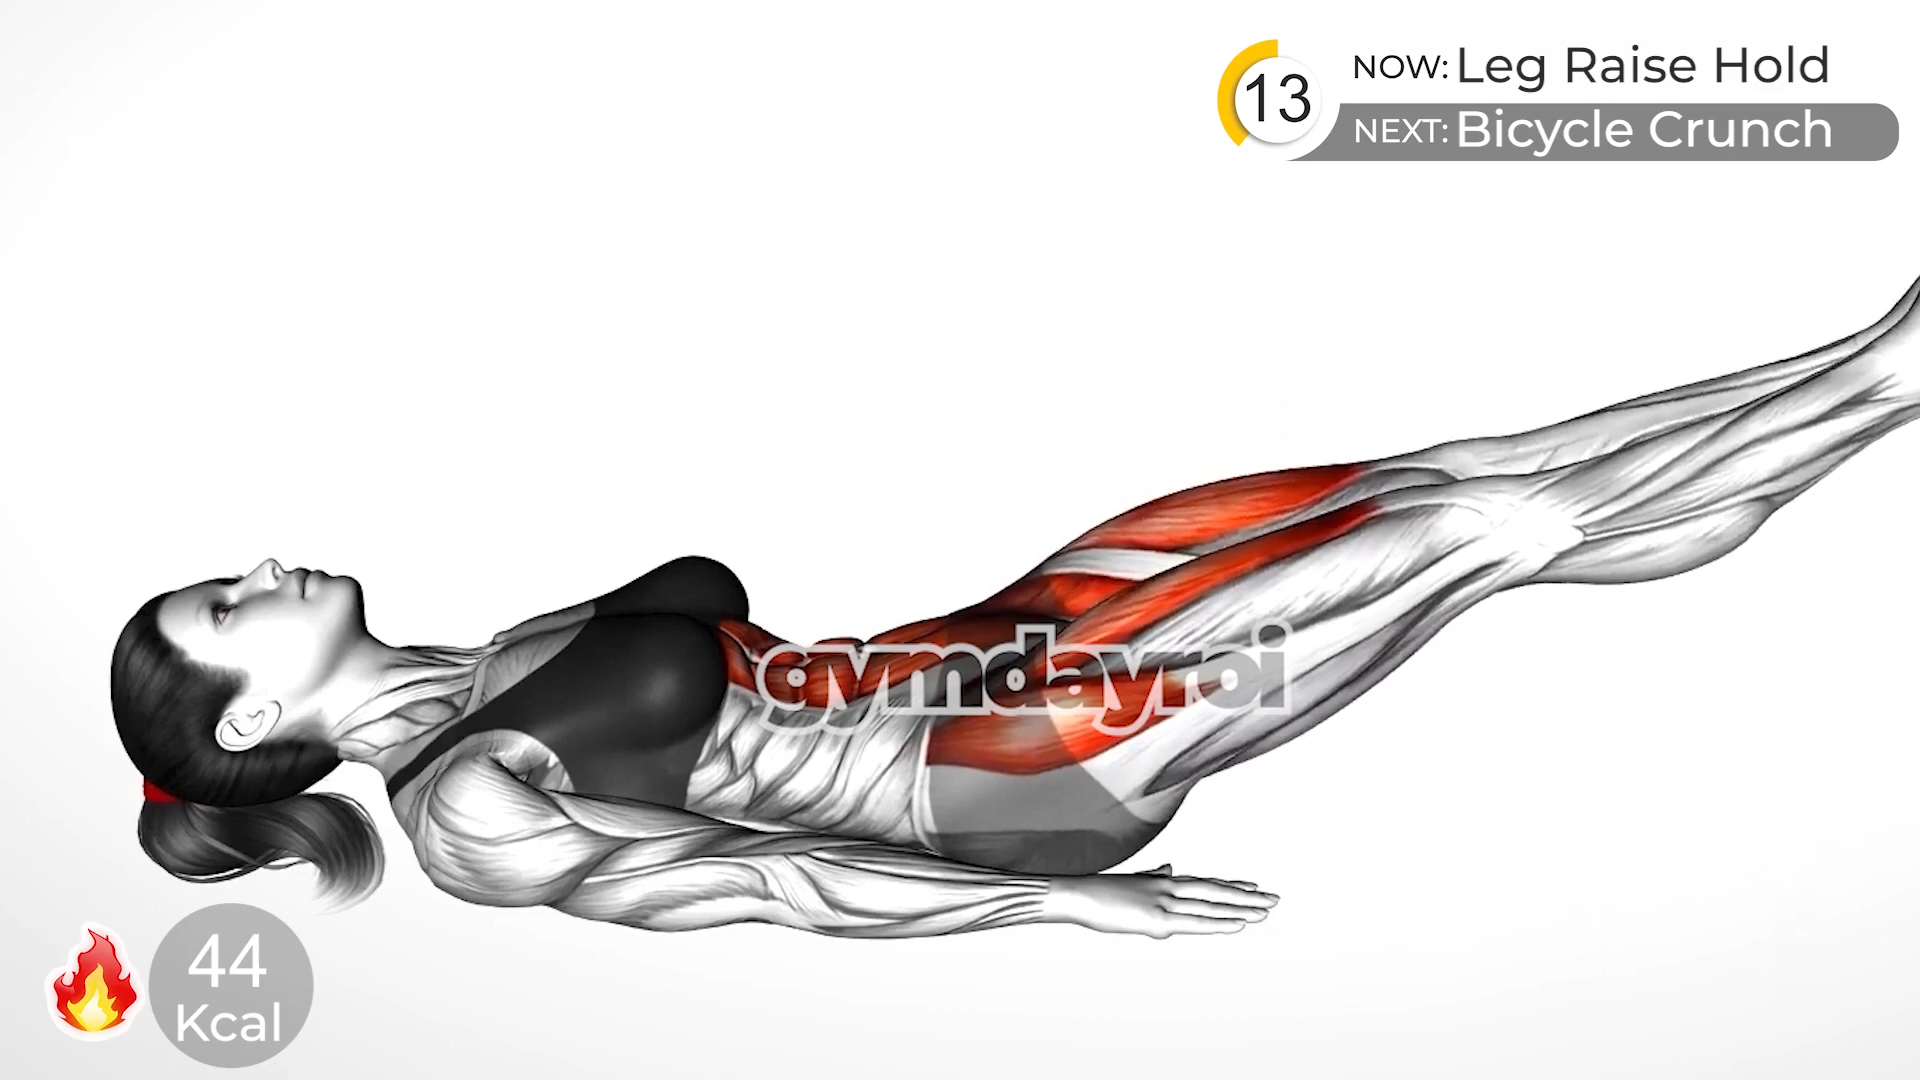 13
NOW: Leg Raise Hold
NEXT: Bicycle Crunch
gymdayroi
44
Kcal